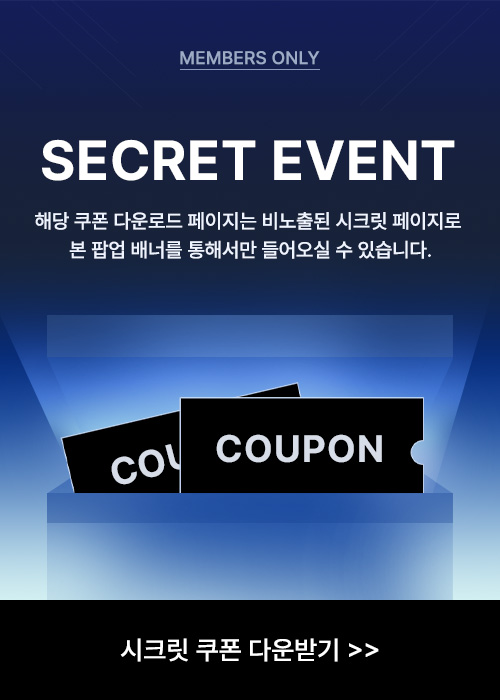 MEMBERS ONLY
SECRET EVENT
해당 쿠폰 다운로드 페이지는 비노출된 시크릿 페이지로
본 팝업 배너를 통해서만 들어오실 수 있습니다.
COU
COUPON
시크릿 쿠폰 다운받기 >>